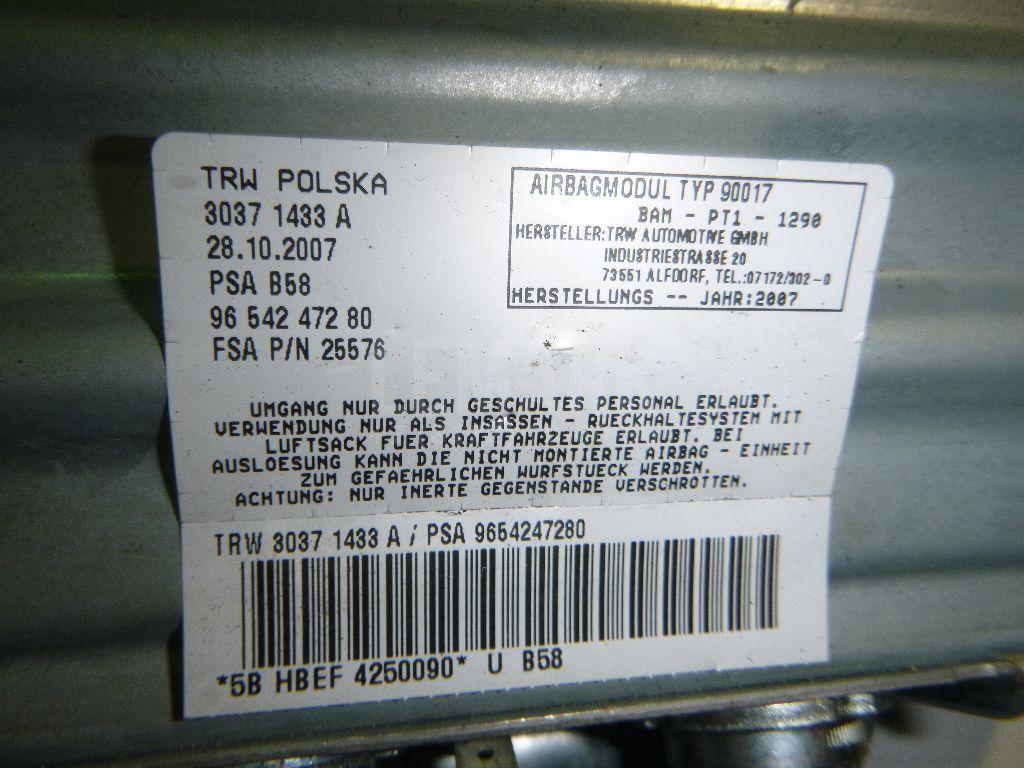 TRW POLSKA
3037 1433 A
28.10.2007
PSA B58
96 542 472 80
FSA P/N 25576
AIRBAGMODUL TYP 90017
BAM - PT1 - 1290
HERSTELLER:TRW AUTOMOTIVE GMBH
INDUSTRIESTRASSE 20
73551 ALFDORF, TEL.:07172/302-0
HERSTELLUNGS -- JAHR:2007
UMGANG NUR DURCH GESCHULTES PERSONAL ERLAUBT.
VERWENDUNG NUR ALS INSASSEN - RUECKHALTESYSTEM MIT
LUFTSACK FUER KRAFTFAHRZEUGE ERLAUBT. BEI
AUSLOESUNG KANN DIE NICHT MONTIERTE AIRBAG - EINHEIT
ZUM GEFAEHRLICHEN WURFSTUECK WERDEN.
ACHTUNG: NUR INERTE GEGENSTANDE VERSCHROTTEN.
TRW 3037 1433 A / PSA 9654247280
*5B HBEF 4250090* U B58